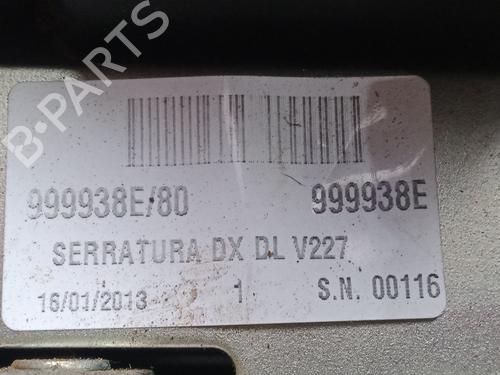 999938E/80 999938E
SERRATURA DX DL V227
16/01/2013 1 S.N. 00116
B-PARTS